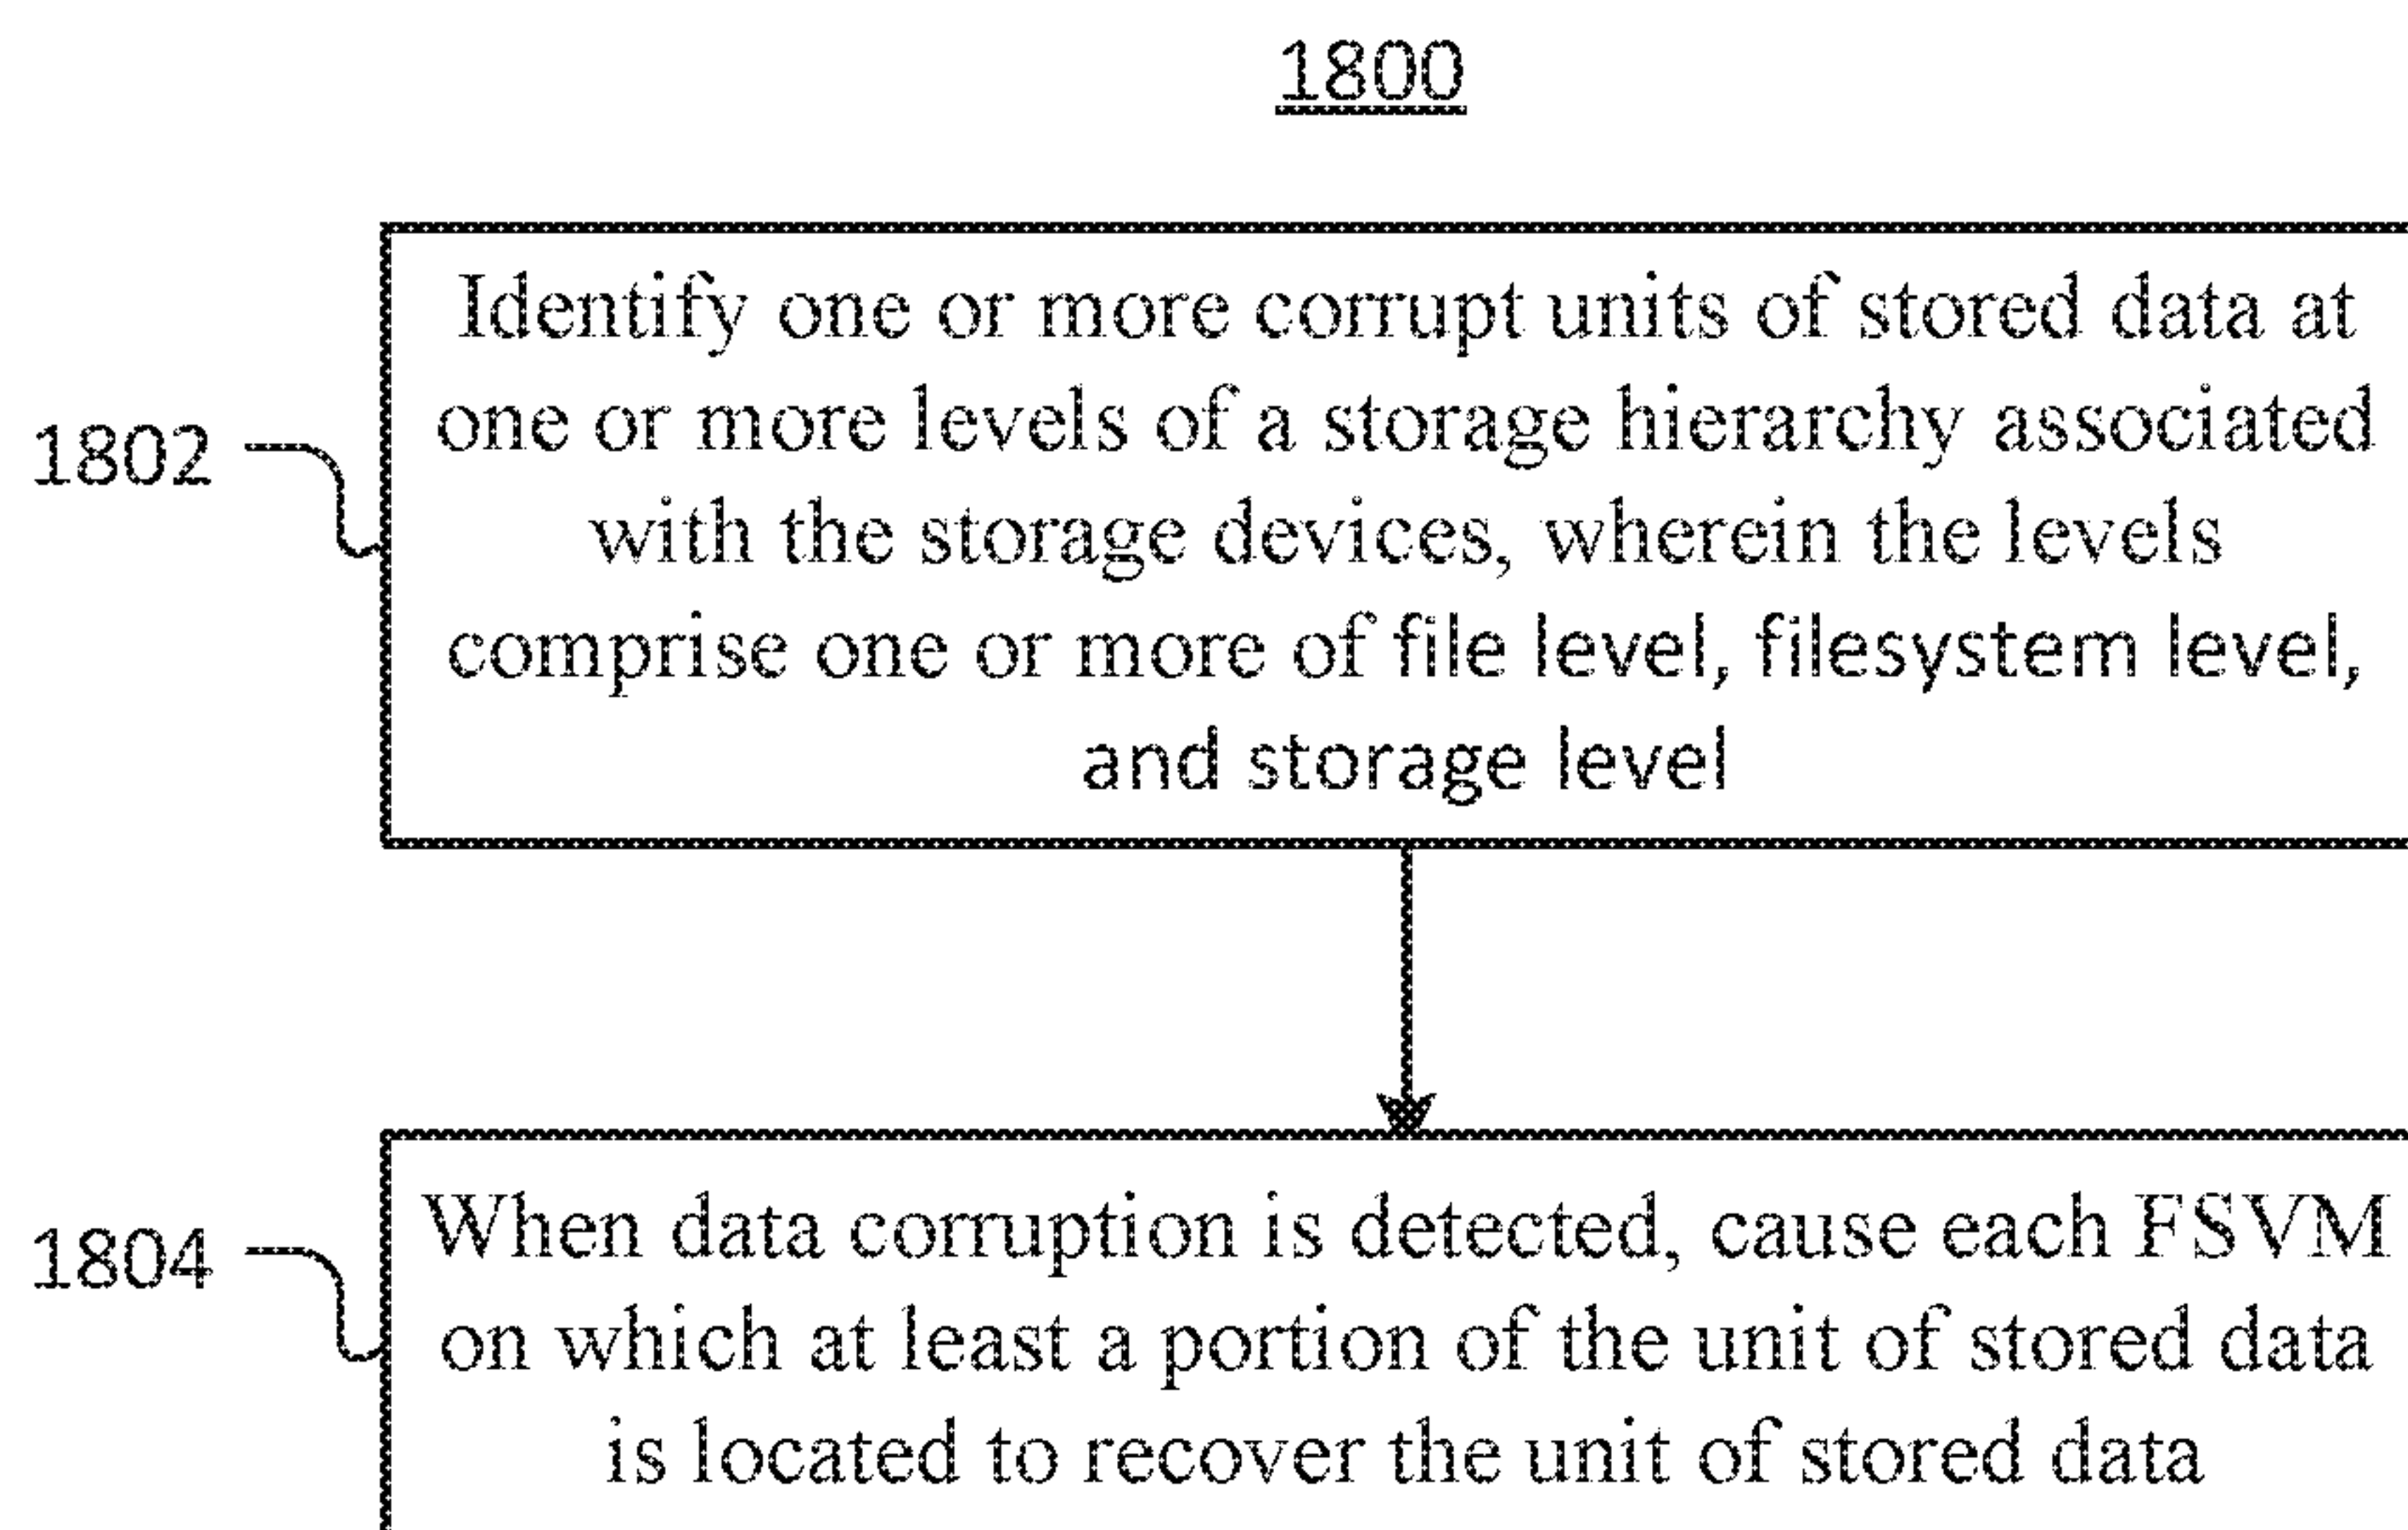 1800
Identify one or more corrupt units of stored data at
one or more levels of a storage hierarchy associated
1802
with the storage devices, wherein the levels
comprise one or more of file level, filesystem level,
and storage level
When data corruption is detected, cause each FSVM
1804
on which at least a portion of the unit of stored data
is located to recover the unit of stored data